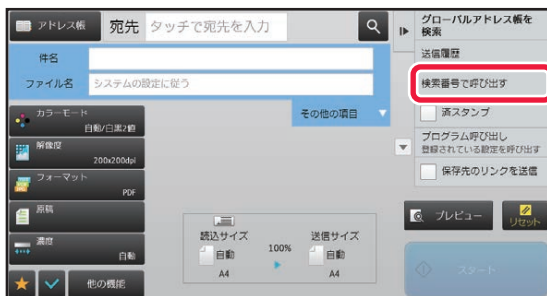 アドレス帳
宛先
タッチで宛先を入力
件名
ファイル名
システムの設定に従う
カラーモード
自動/白黒2値
解像度
200x200dpi
フォーマット
PDF
原稿
濃度
自動
他の機能
その他の項目
読込サイズ
自動
A4
100%
送信サイズ
自動
A4
グローバルアドレス帳を
検索
送信履歴
検索番号で呼び出す
済スタンプ
プログラム呼び出し
登録されている設定を呼び出す
保存先のリンクを送信
プレビュー
リセット
スタート